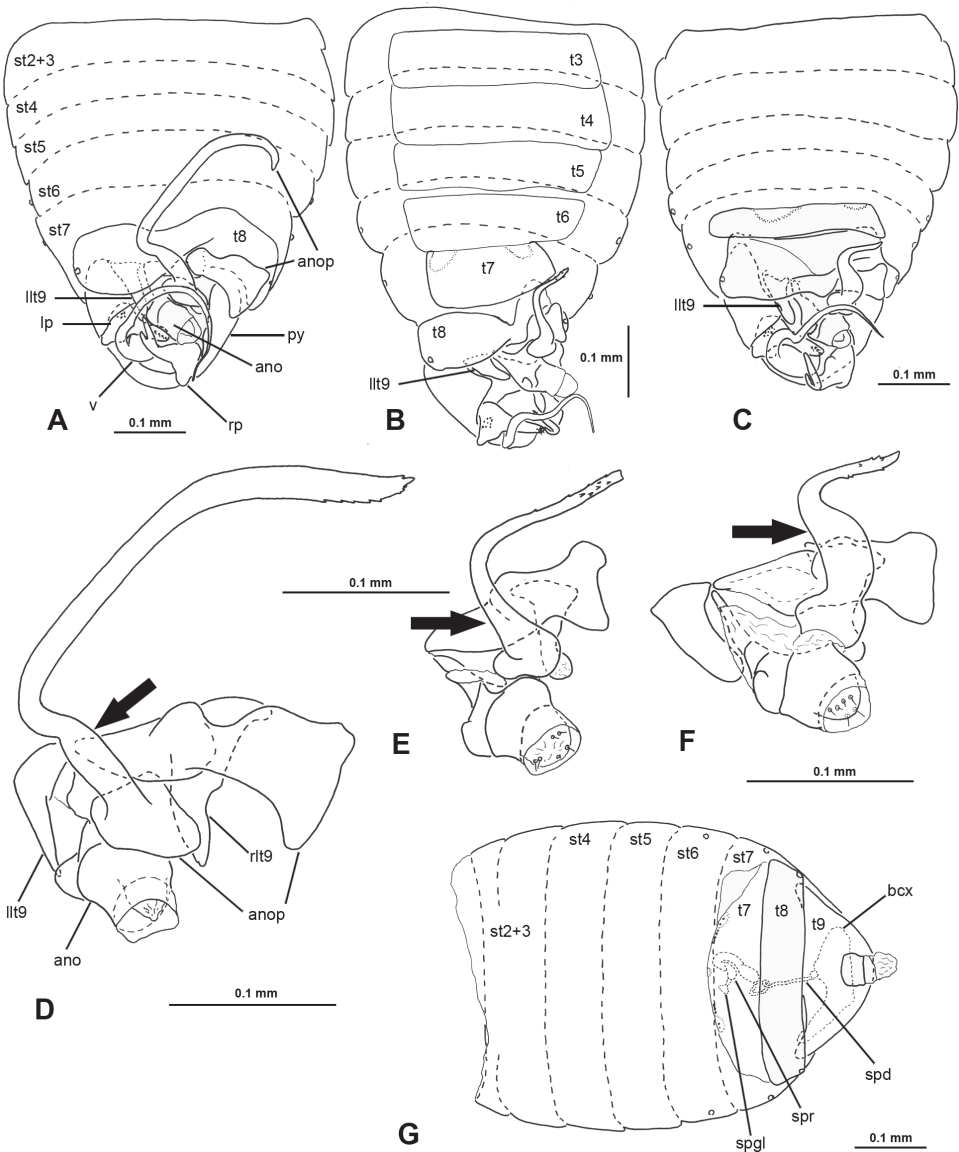 st2+3
st4
st5
st6
st7
t8
anop
llt9
lp
py
ano
v
rp
A
0.1 mm
t3
t4
t5
t6
t7
t8
llt9
0.1 mm
B
llt9
C
0.1 mm
0.1 mm
E
F
0.1 mm
rlt9
llt9
anop
ano
D
0.1 mm
st4
st5
st6
st7
t7
t8
t9
bcx
st2+3
spd
spr
spgl
G
0.1 mm